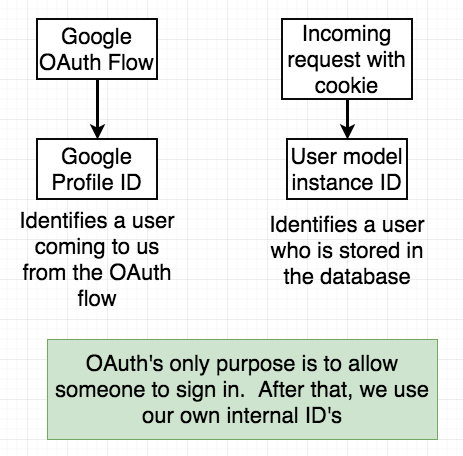 Google
OAuth Flow
Google
Profile ID
Identifies a user
coming to us
from the OAuth
flow
Incoming
request with
cookie
User model
instance ID
Identifies a user
who is stored in
the database
OAuth's only purpose is to allow
someone to sign in.  After that, we use
our own internal ID's